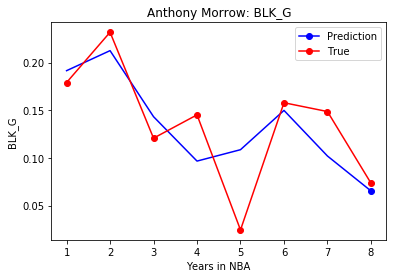 Anthony Morrow: BLK_G
Prediction
True
BLK_G
0.20
0.15
0.10
0.05
1 2 3 4 5 6 7 8
Years in NBA